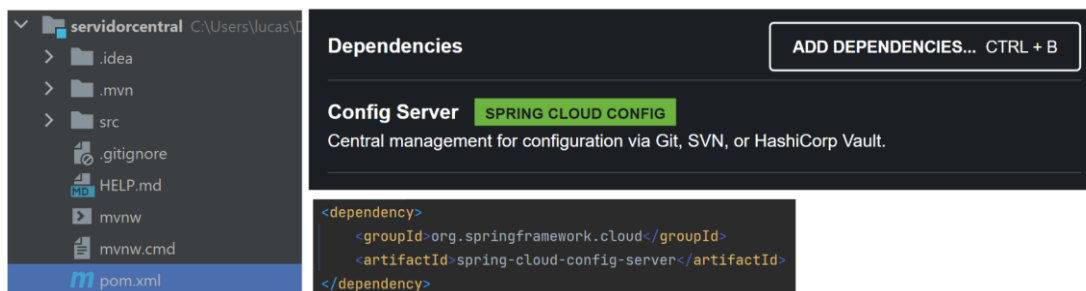 servidorcentral C:\Users\lucas\D
.idea
.mvn
src
.gitignore
HELP.md
mvnw
mvnw.cmd
pom.xml
Dependencies
ADD DEPENDENCIES... CTRL + B
Config Server SPRING CLOUD CONFIG
Central management for configuration via Git, SVN, or HashiCorp Vault.
<dependency>
<groupId>org.springframework.cloud</groupId>
<artifactId>spring-cloud-config-server</artifactId>
</dependency>